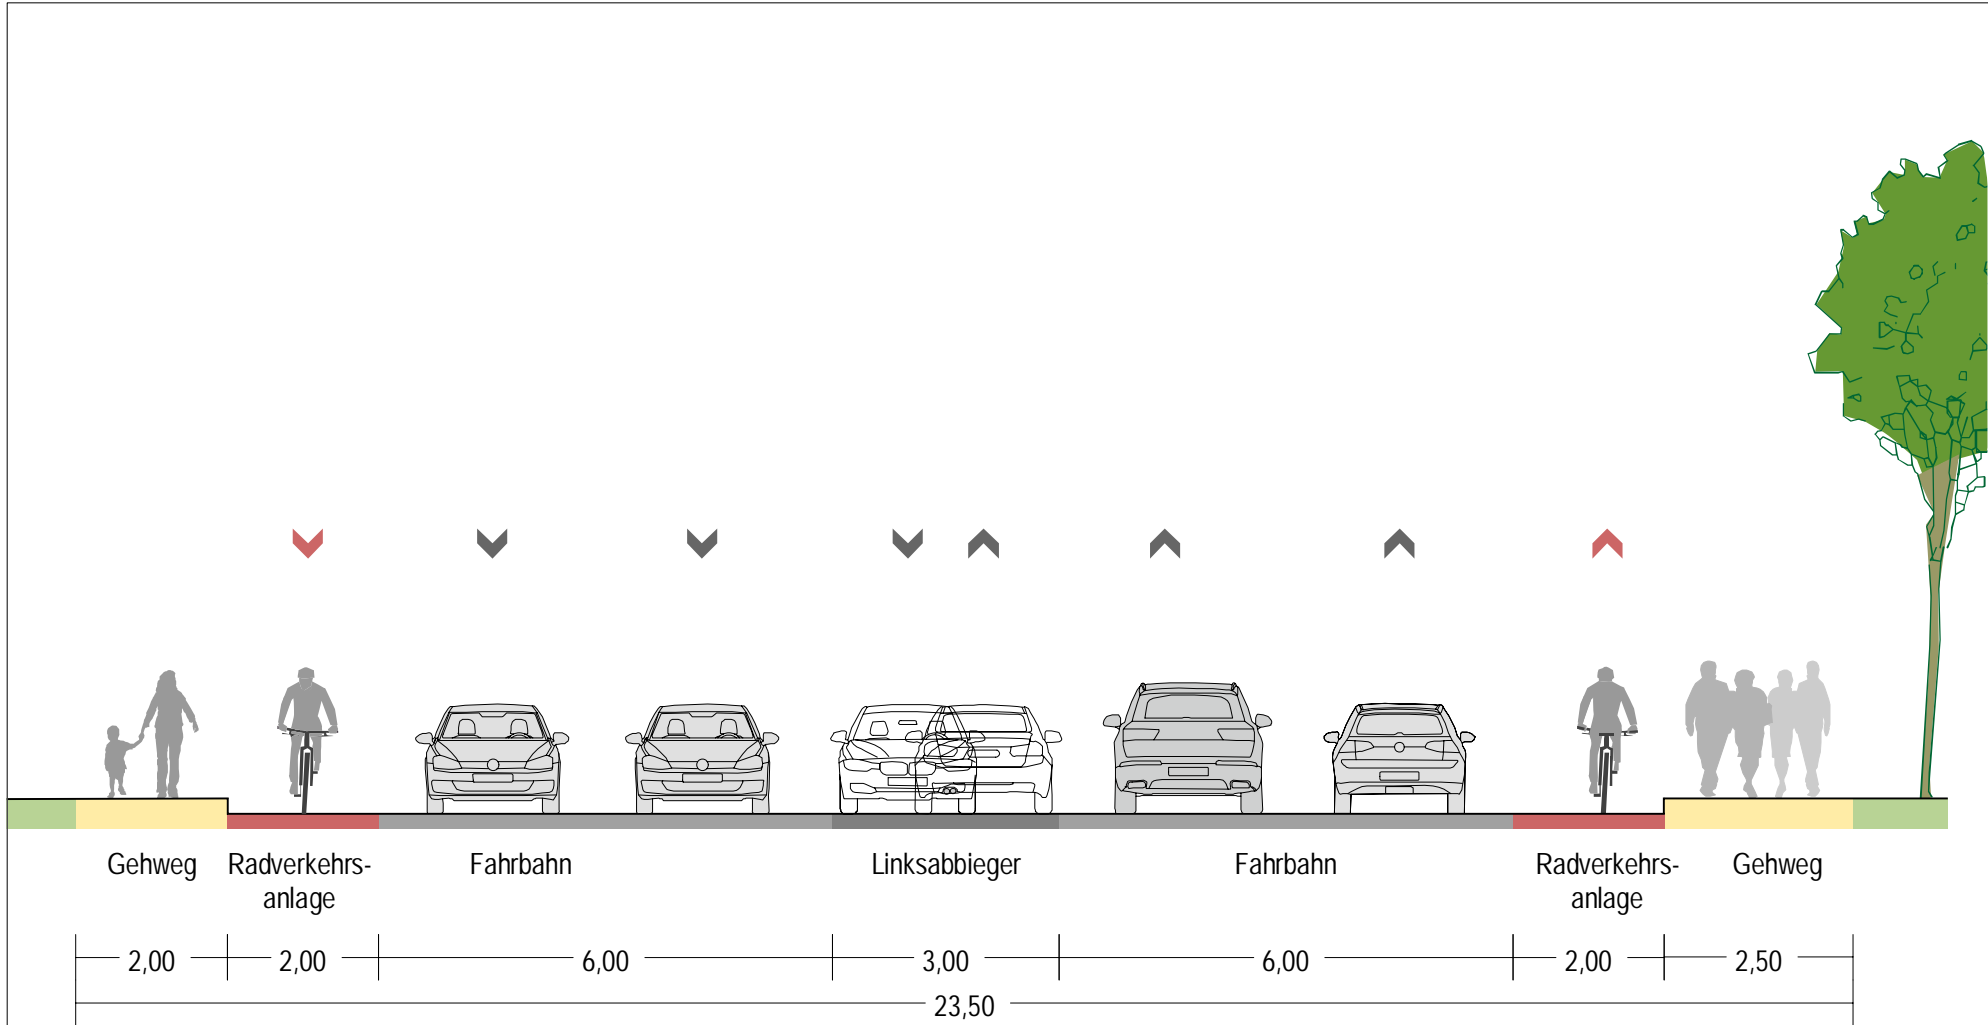 Gehweg Radverkehrs- Fahrbahn Linksabbieger Fahrbahn Radverkehrs- Gehweg
anlage anlage
2,00 2,00 6,00 3,00 6,00 2,00 2,50
23,50